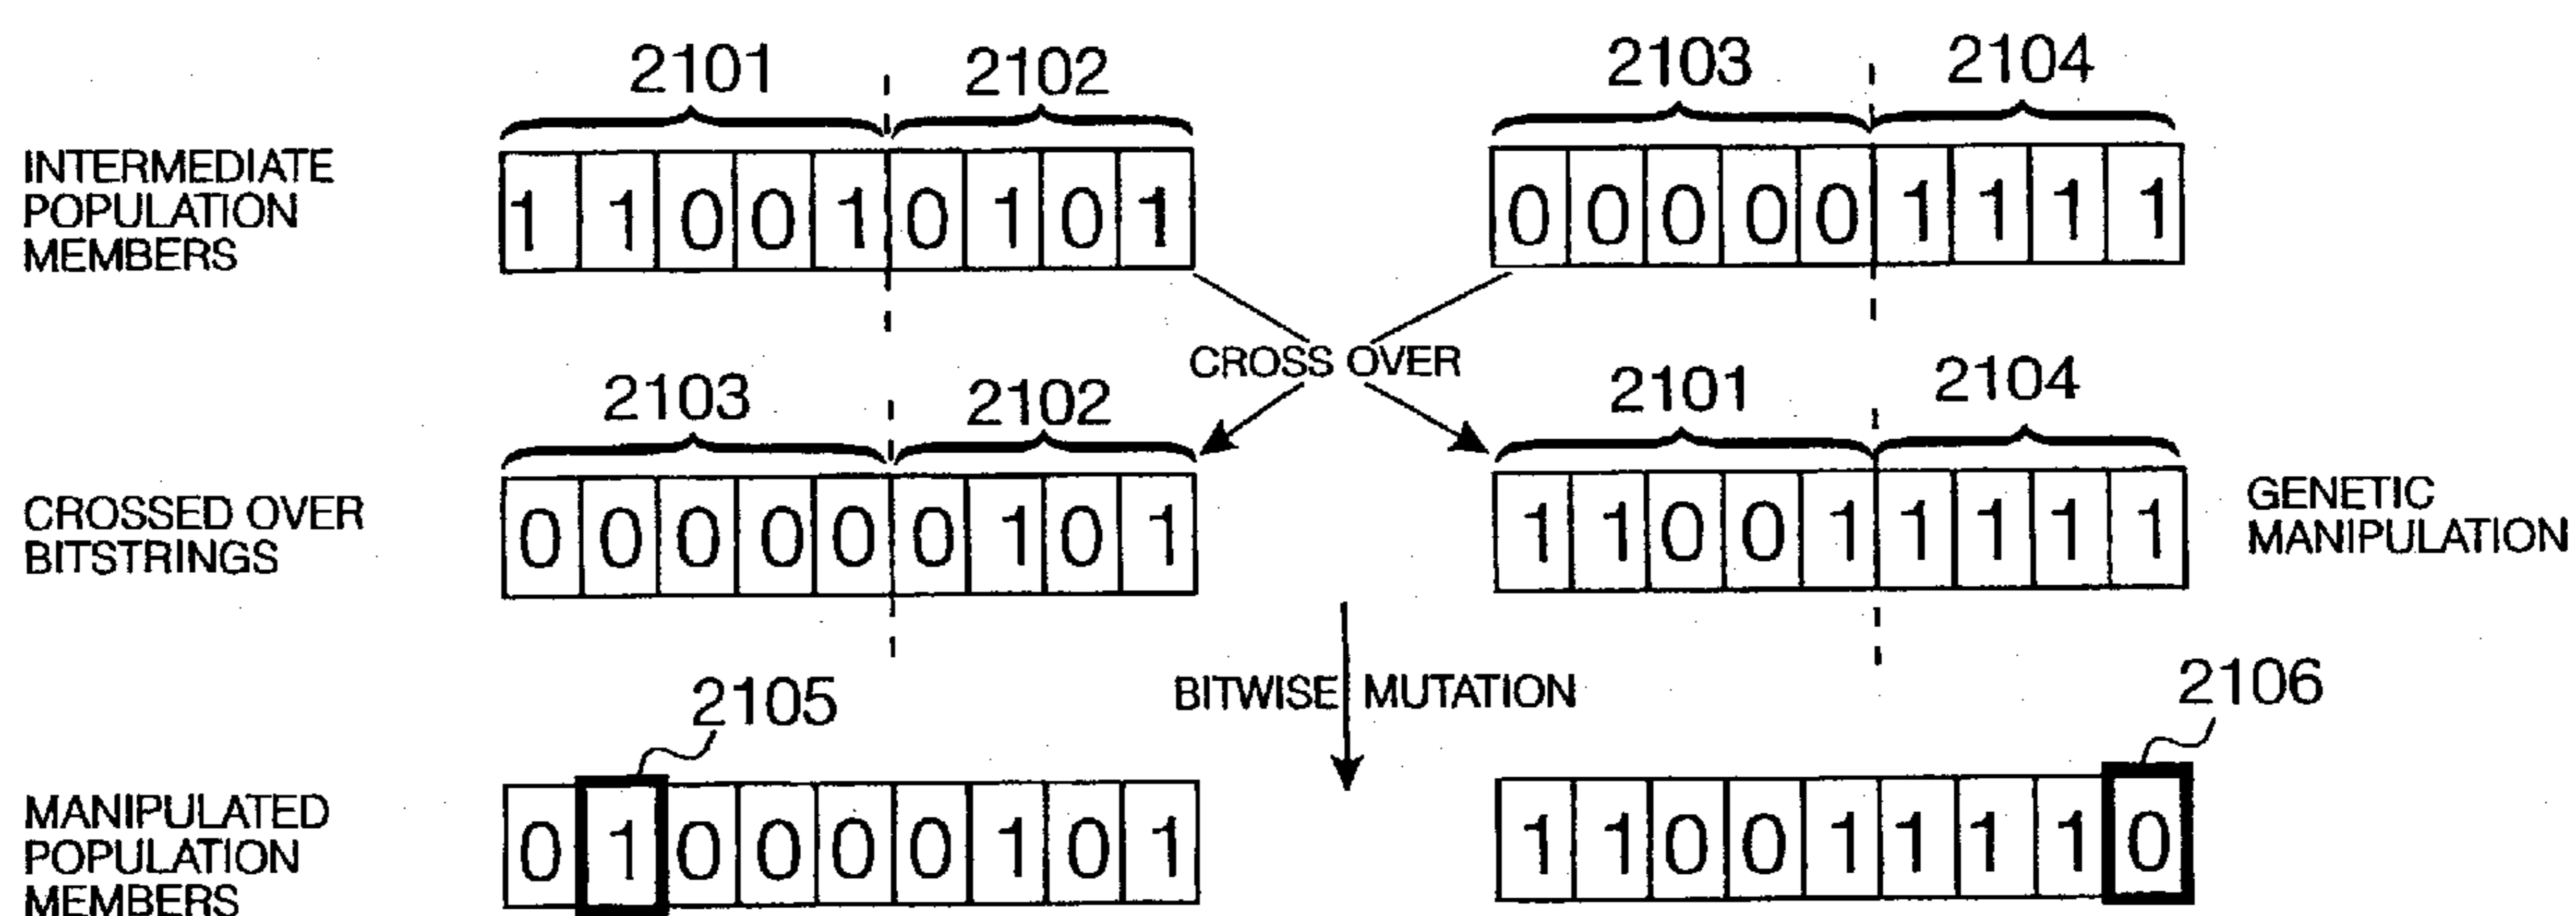 2101 2102 2103 2104
INTERMEDIATE
POPULATION
MEMBERS
1 1 0 0 1 0 1 0 1
0 0 0 0 0 1 1 1 1
CROSS OVER
2103 2102 2101 2104
CROSSED OVER
BITSTRINGS
0 0 0 0 0 0 1 0 1
1 1 0 0 1 1 1 1 1
GENETIC
MANIPULATION
BITWISE MUTATION
2105 2106
MANIPULATED
POPULATION
MEMBERS
0 1 0 0 0 0 1 0 1
1 1 0 0 1 1 1 1 0